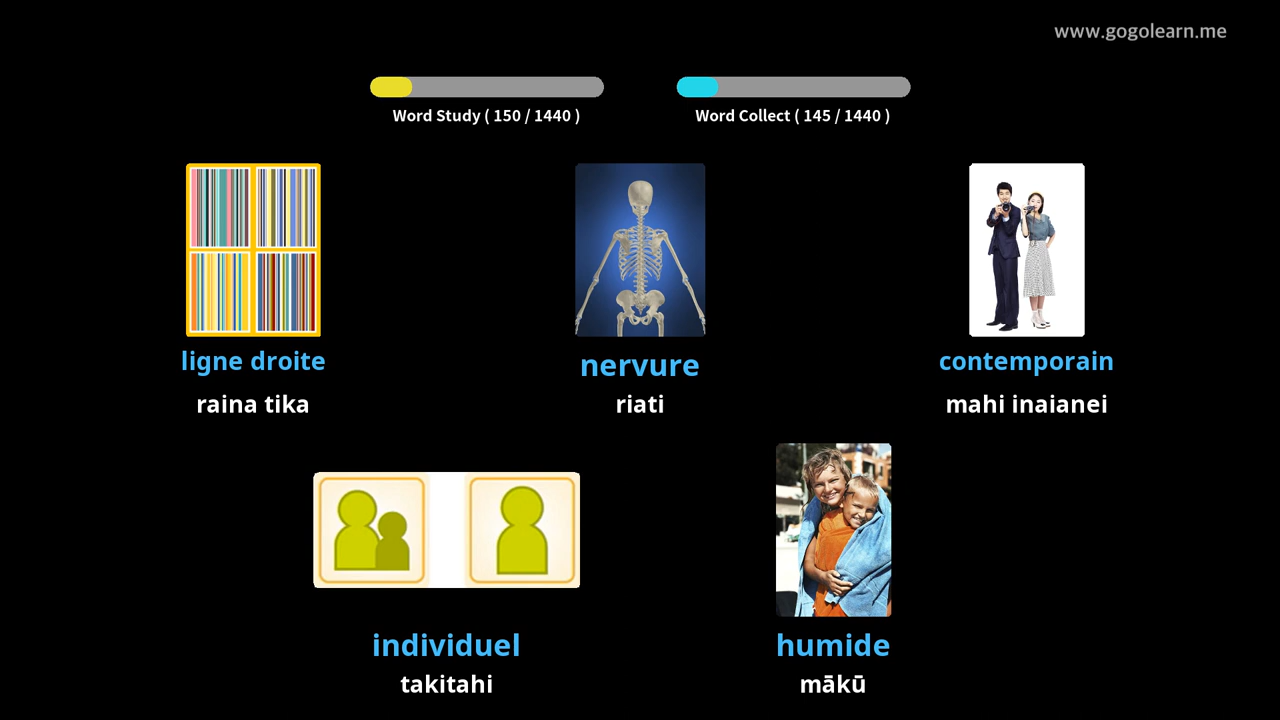 www.gogolearn.me
Word Study ( 150 / 1440 )
Word Collect ( 145 / 1440 )
ligne droite
raina tika
nervure
riati
contemporain
mahi inaianei
individuel
takitahi
humide
mākū